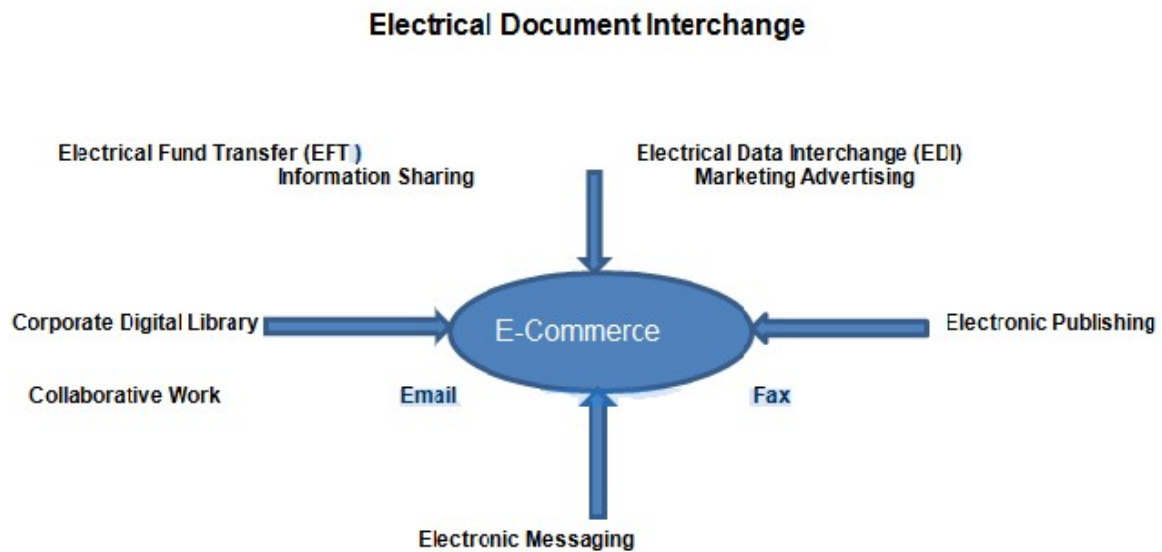 Electrical Document Interchange
Electrical Fund Transfer (EFT)
Electrical Data Interchange (EDI)
Information Sharing
Marketing Advertising
Corporate Digital Library
E-Commerce
Electronic Publishing
Collaborative Work
Email
Fax
Electronic Messaging